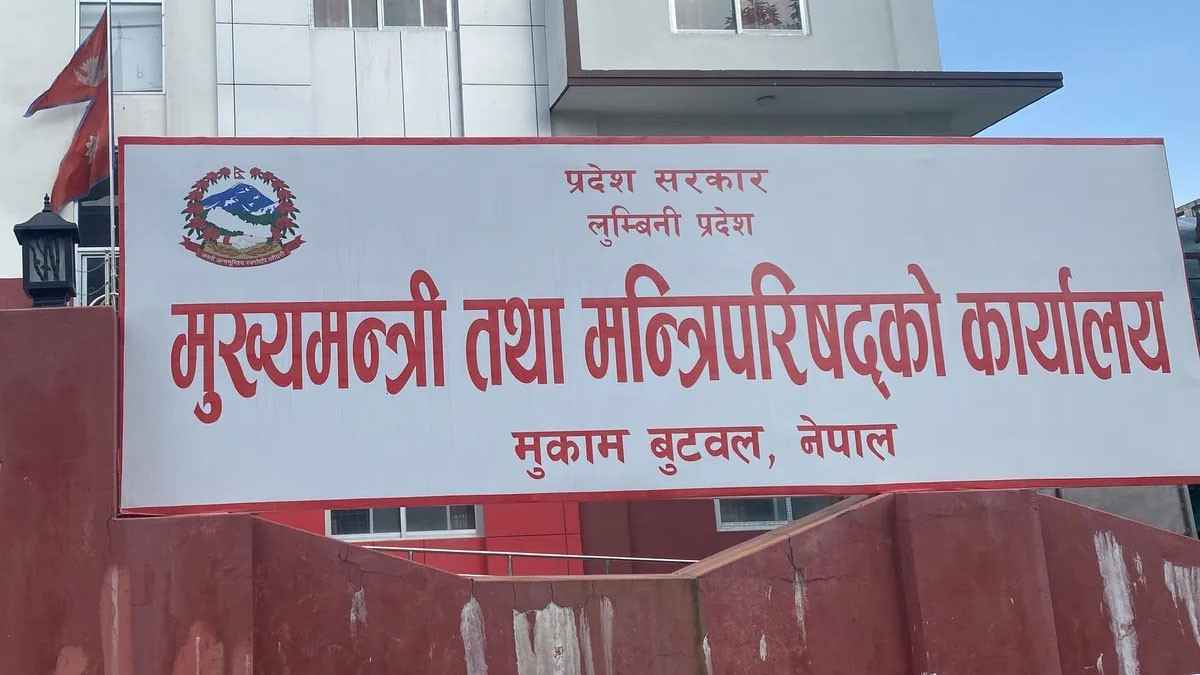 प्रदेश सरकार
लुम्बिनी प्रदेश
मुख्यमन्त्री तथा मन्त्रिपरिषद्को कार्यालय
मुकाम बुटवल, नेपाल